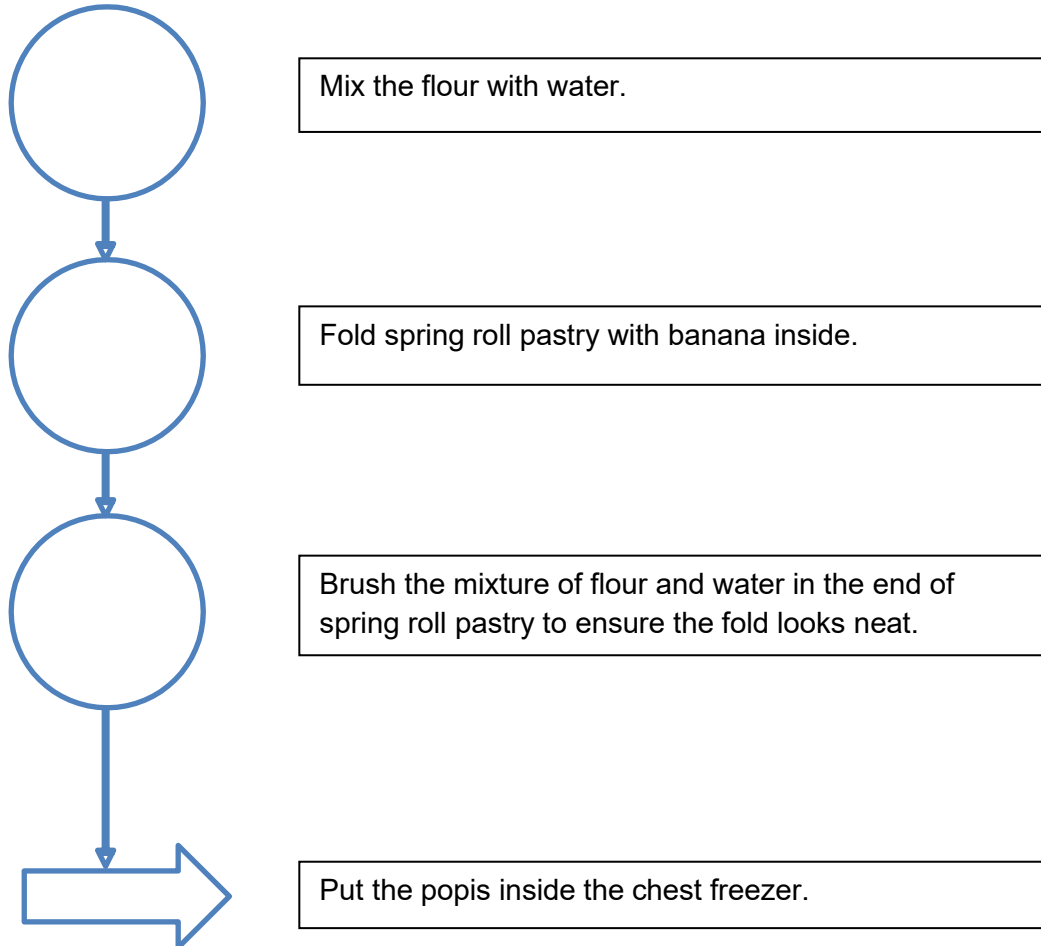 Mix the flour with water.
Fold spring roll pastry with banana inside.
Brush the mixture of flour and water in the end of
spring roll pastry to ensure the fold looks neat.
Put the popis inside the chest freezer.